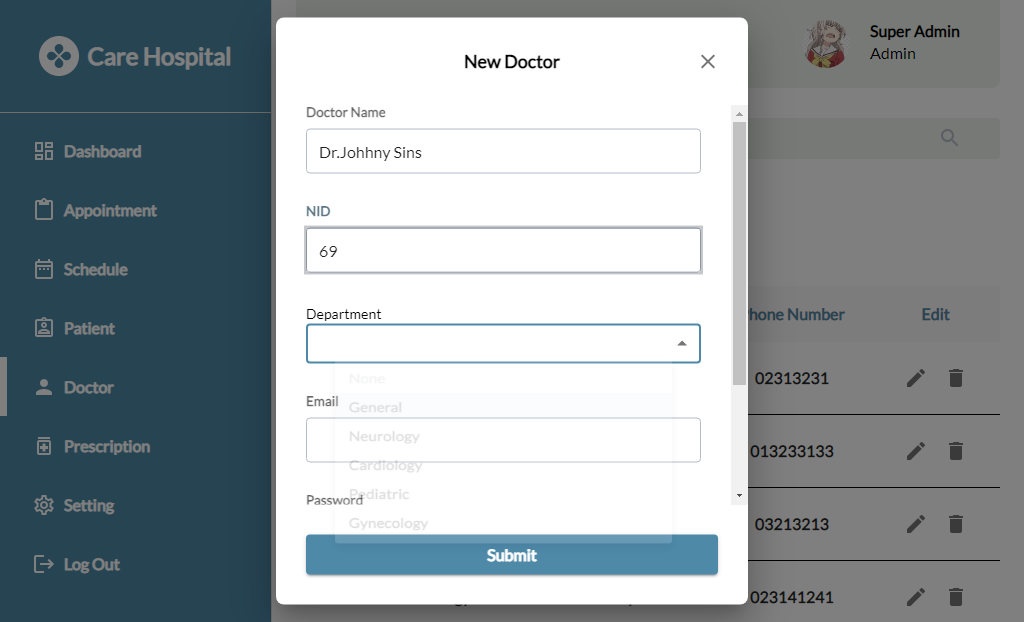 Care Hospital
Dashboard
Appointment
Schedule
Patient
Doctor
Prescription
Setting
Log Out
Super Admin
Admin
New Doctor
Doctor Name
Dr.Johhny Sins
NID
69
Department
None
General
Neurology
Cardiology
Pediatric
Gynecology
Email
Password
Submit
hone Number Edit
02313231
013233133
03213213
023141241